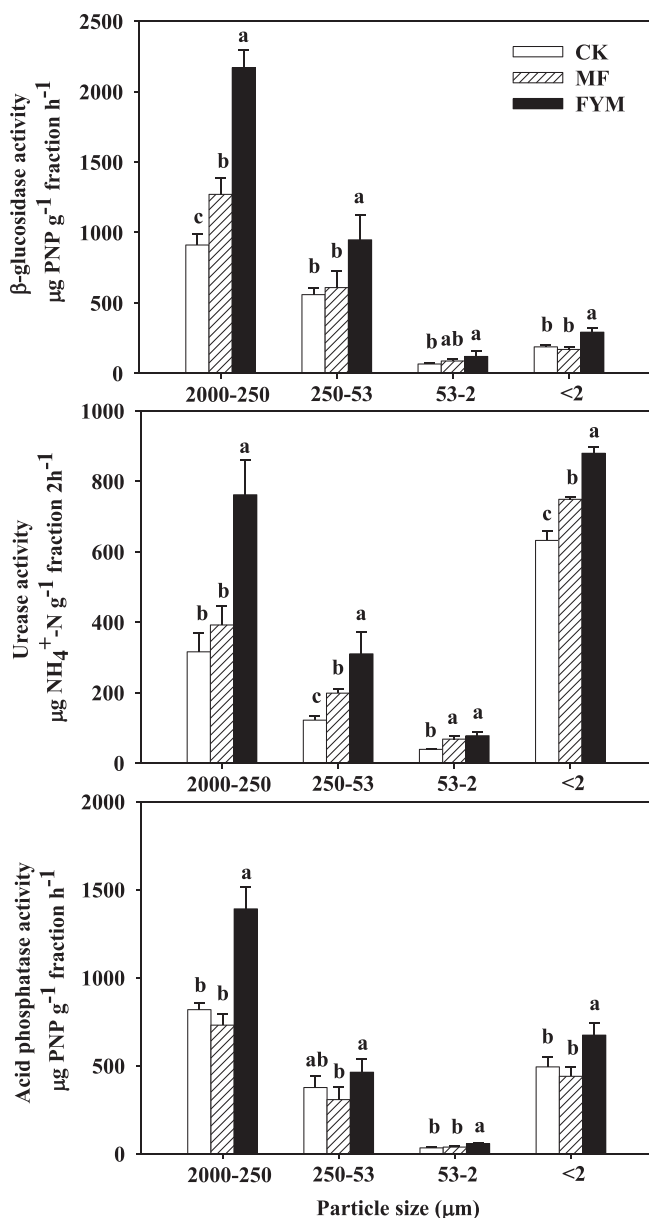 2500
2000
1500
1000
500
0
β-glucosidase activity
µg PNP g⁻¹ fraction h⁻¹
CK
MF
FYM
c b a
b b a
b ab a
b b a
2000-250 250-53 53-2 <2
1000
800
600
400
200
0
Urease activity
µg NH₄⁺-N g⁻¹ fraction 2h⁻¹
b b a
c b a
b a a
c b a
2000-250 250-53 53-2 <2
2000
1500
1000
500
0
Acid phosphatase activity
µg PNP g⁻¹ fraction h⁻¹
b b a
ab b a
b b a
b b a
2000-250 250-53 53-2 <2
Particle size (µm)